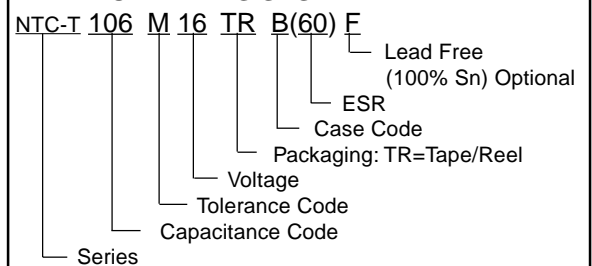 NTC-T 106 M 16 TR B(60) F
Lead Free
(100% Sn) Optional
ESR
Case Code
Packaging: TR=Tape/Reel
Voltage
Tolerance Code
Capacitance Code
Series